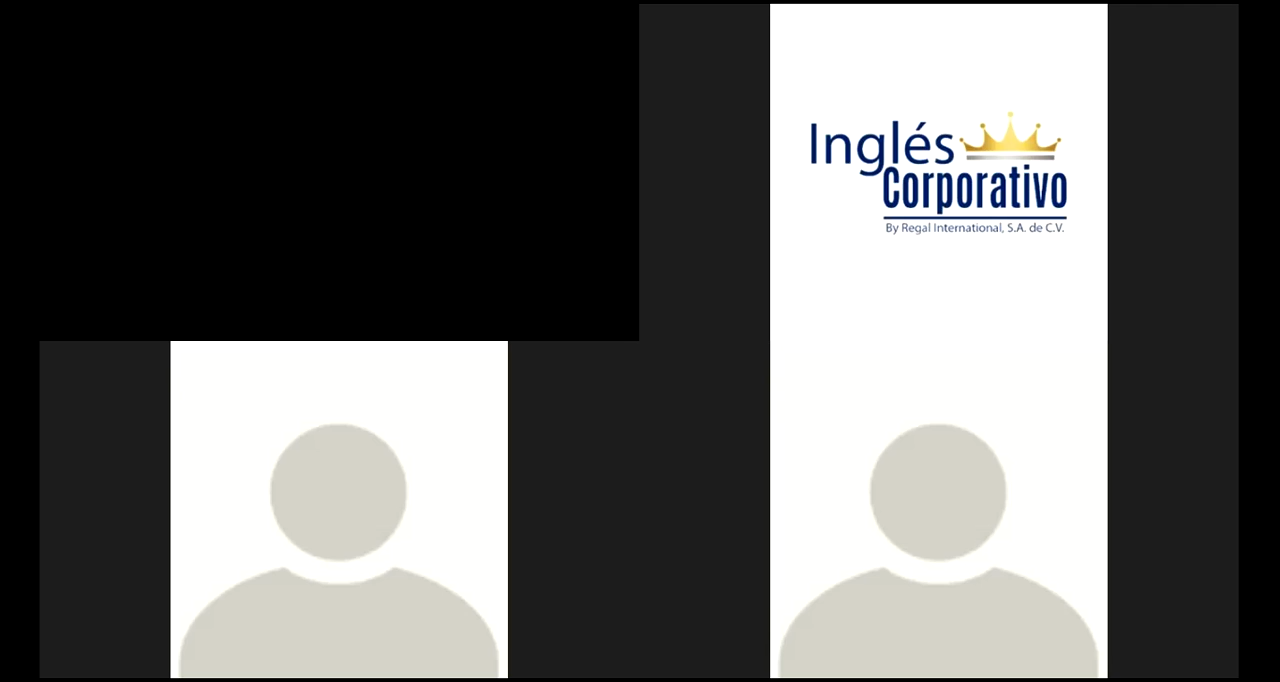 Inglés
Corporativo
By Regal International, S.A. de C.V.